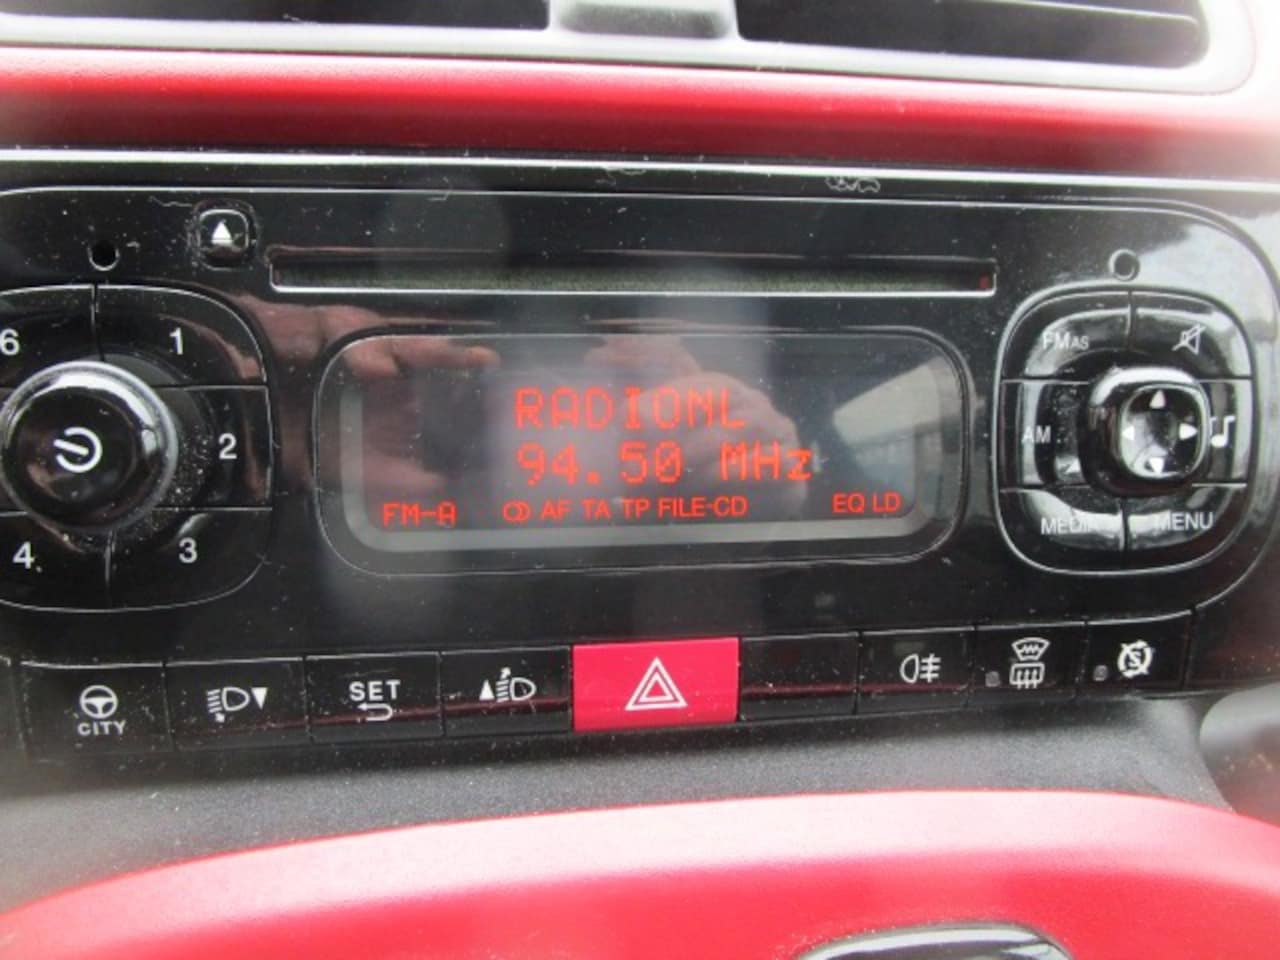 6 1
FMAS
RADIONL
2
AM
94.50 MHz
FM-A AF TA TP FILE-CD EQ LD
4 3
MEDIA MENU
SET
CITY